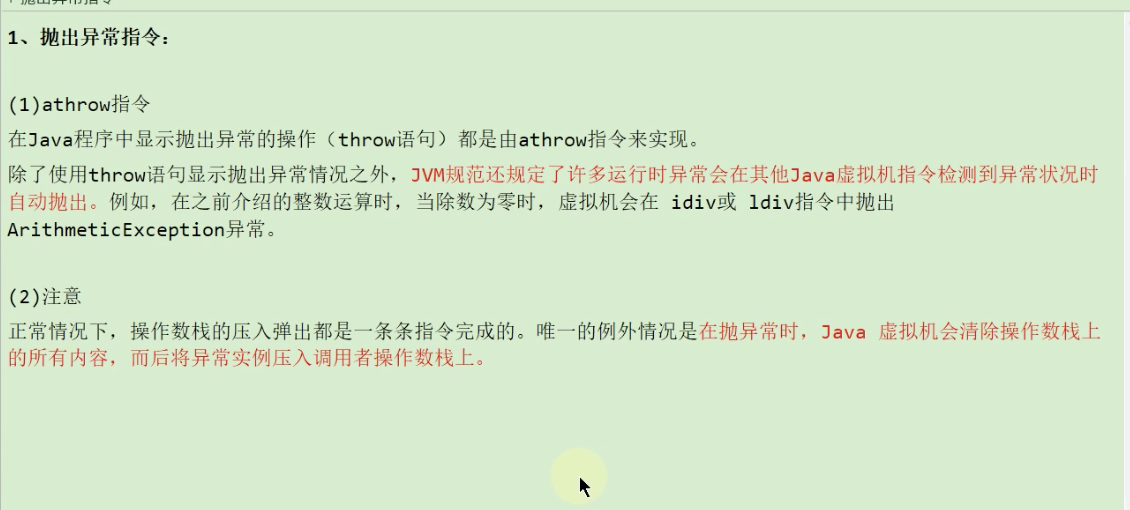 1、抛出异常指令：
(1)athrow指令
在Java程序中显示抛出异常的操作（throw语句）都是由athrow指令来实现。
除了使用throw语句显示抛出异常情况之外，JVM规范还规定了许多运行时异常会在其他Java虚拟机指令检测到异常状况时
自动抛出。例如，在之前介绍的整数运算时，当除数为零时，虚拟机会在 idiv或 ldiv指令中抛出
ArithmeticException异常。
(2)注意
正常情况下，操作数栈的压入弹出都是一条条指令完成的。唯一的例外情况是在抛异常时，Java 虚拟机会清除操作数栈上
的所有内容，而后将异常实例压入调用者操作数栈上。